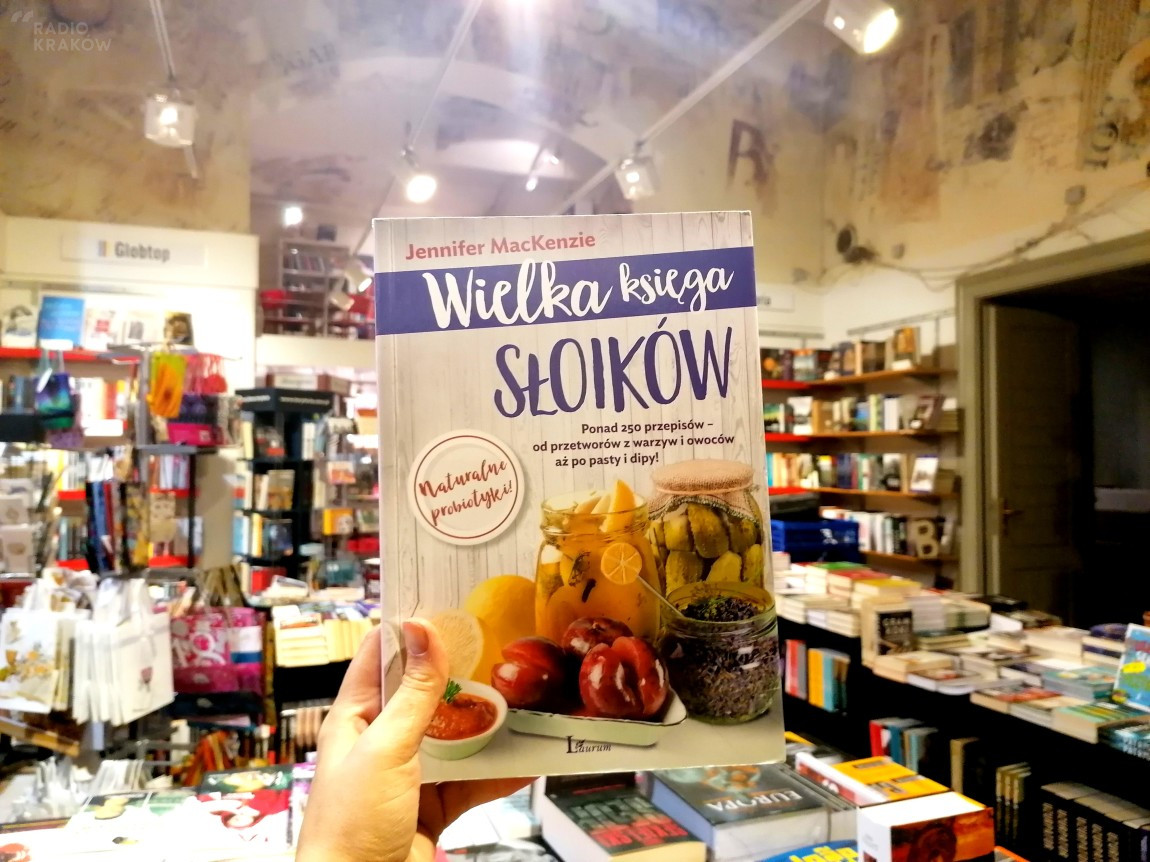 RADIO
KRAKÓW
Globtop
Jennifer MacKenzie
Wielka księga
SŁOIKÓW
Ponad 250 przepisów –
od przetworów z warzyw i owoców
aż po pasty i dipy!
Naturalne
probiotyki!
Laurum
EUROPA
B